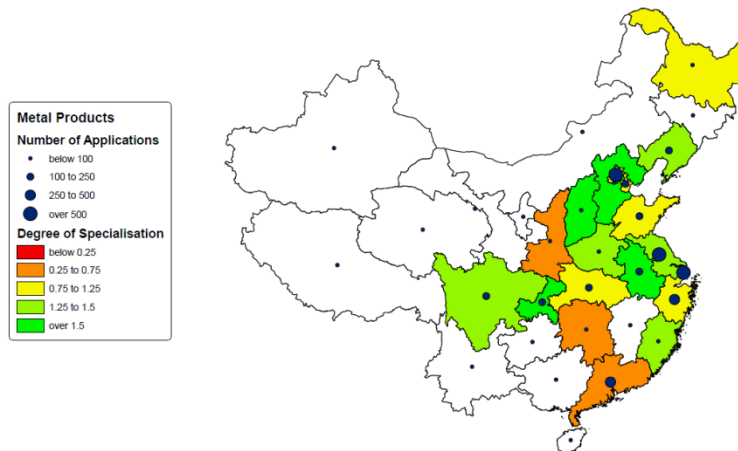 Metal Products
Number of Applications
below 100
100 to 250
250 to 500
over 500
Degree of Specialisation
below 0.25
0.25 to 0.75
0.75 to 1.25
1.25 to 1.5
over 1.5